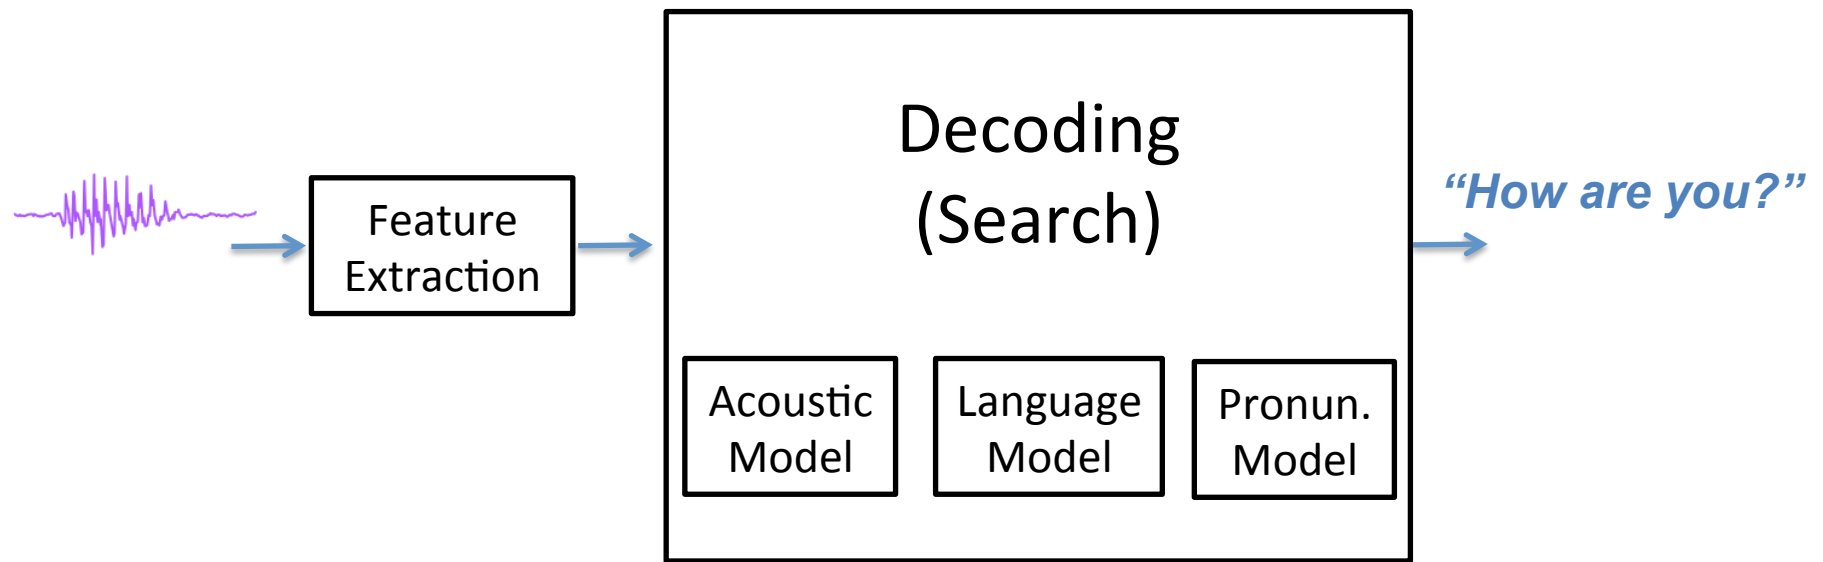 Feature
Extraction
Decoding
(Search)
Acoustic
Model
Language
Model
Pronun.
Model
“How are you?”